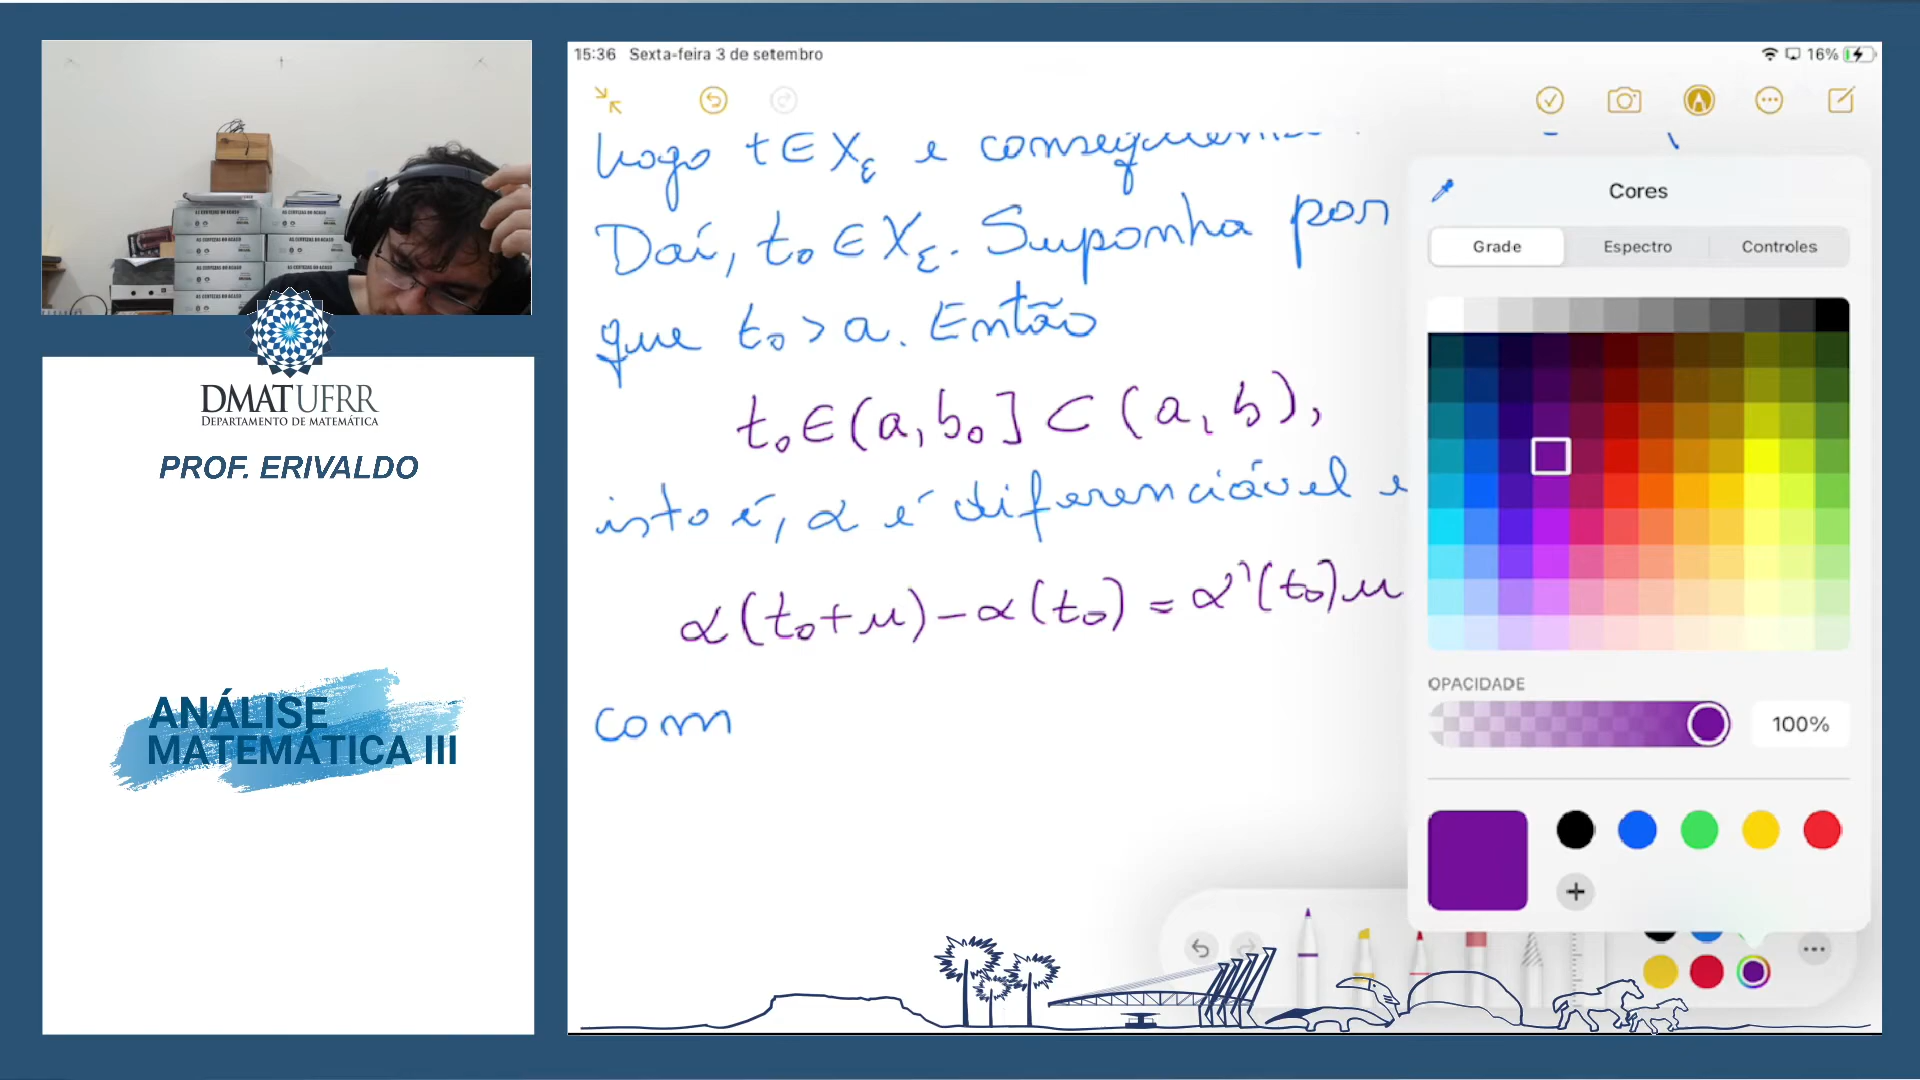 15:36 Sexta-feira 3 de setembro
16%
Logo t ∈ X_ε e
Daí, t₀ ∈ X_ε. Suponha por
que t₀ > a. Então
t₀ ∈ (a, b₀] ⊂ (a, b),
isto é, α é diferenciável e
α(t₀+u) - α(t₀) = α'(t₀)u
com
Cores
Grade Espectro Controles
OPACIDADE
100%
DMATUFRR
DEPARTAMENTO DE MATEMÁTICA
PROF. ERIVALDO
ANÁLISE
MATEMÁTICA III